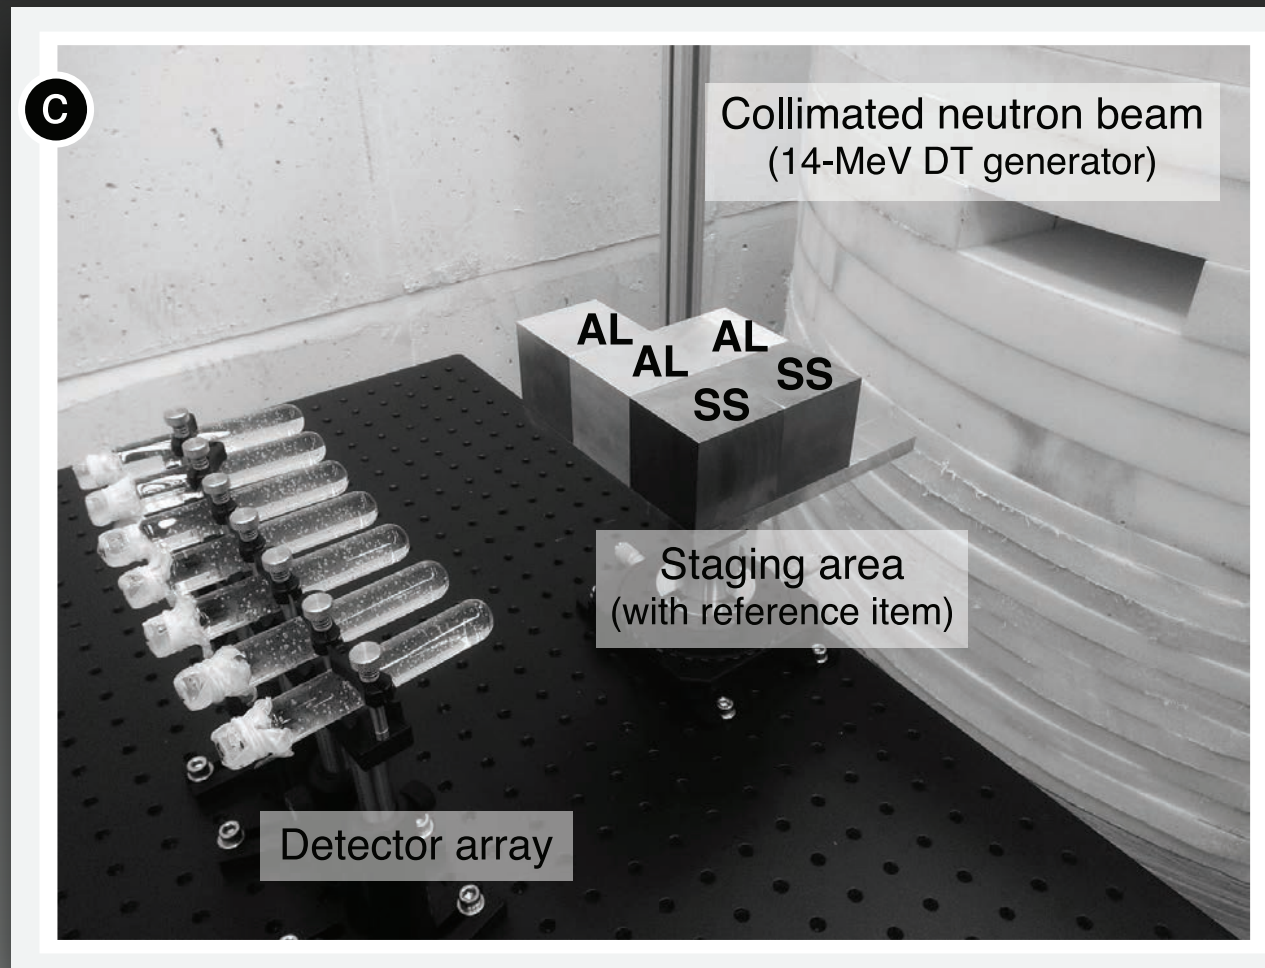 C
Collimated neutron beam
(14-MeV DT generator)
AL
AL
AL
SS
SS
Staging area
(with reference item)
Detector array